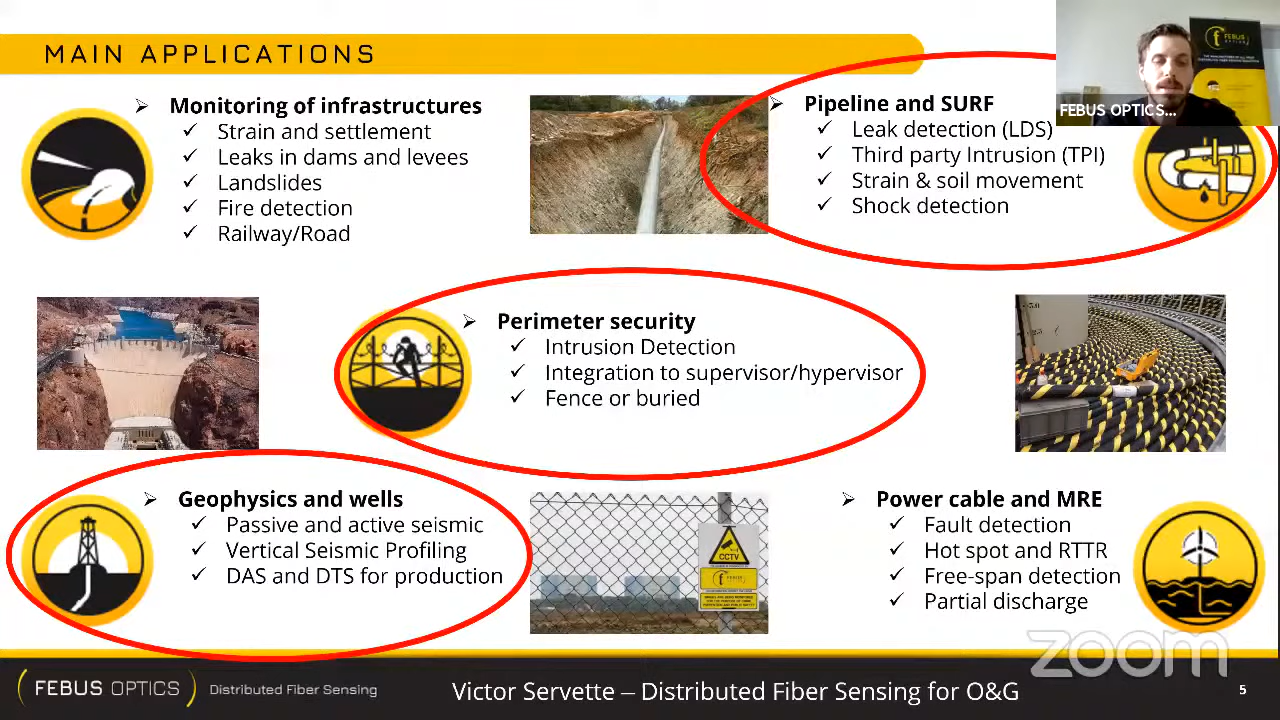 MAIN APPLICATIONS
Monitoring of infrastructures
Strain and settlement
Leaks in dams and levees
Landslides
Fire detection
Railway/Road
Pipeline and SURF
Leak detection (LDS)
Third party Intrusion (TPI)
Strain & soil movement
Shock detection
FEBUS
FEBUS OPTICS...
Perimeter security
Intrusion Detection
Integration to supervisor/hypervisor
Fence or buried
Geophysics and wells
Passive and active seismic
Vertical Seismic Profiling
DAS and DTS for production
CCTV
Power cable and MRE
Fault detection
Hot spot and RTTR
Free-span detection
Partial discharge
zoom
FEBUS OPTICS
Distributed Fiber Sensing
Victor Servette – Distributed Fiber Sensing for O&G
5